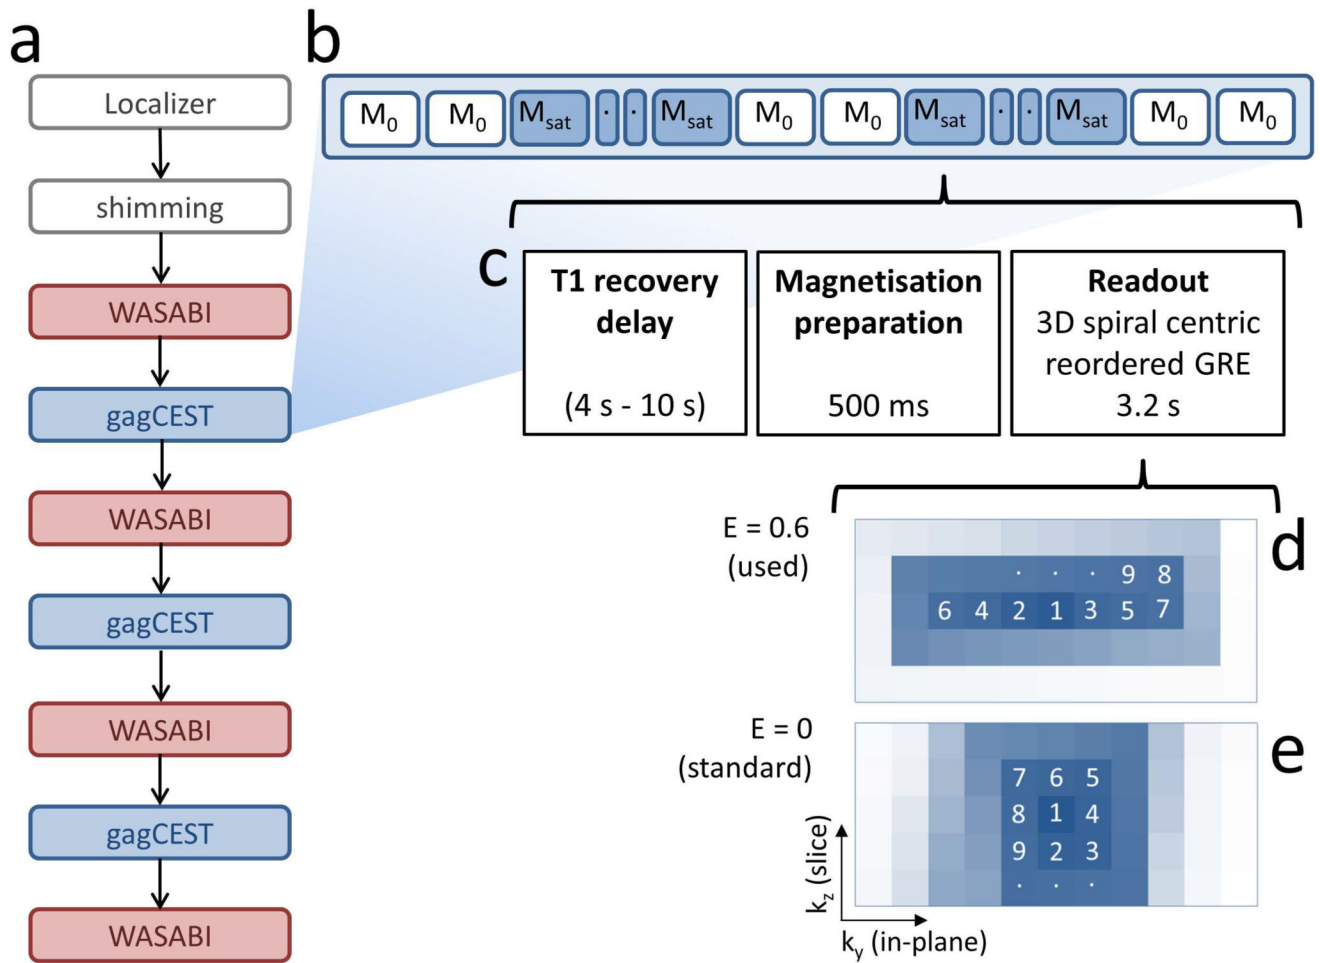 a
Localizer
shimming
WASABI
gagCEST
WASABI
gagCEST
WASABI
gagCEST
WASABI
b
M0 M0 Msat · · Msat M0 M0 Msat · · Msat M0 M0
c
T1 recovery
delay
(4 s - 10 s)
Magnetisation
preparation
500 ms
Readout
3D spiral centric
reordered GRE
3.2 s
d
E = 0.6
(used)
· · · 9 8
6 4 2 1 3 5 7
e
E = 0
(standard)
7 6 5
8 1 4
9 2 3
· · ·
kz (slice)
ky (in-plane)